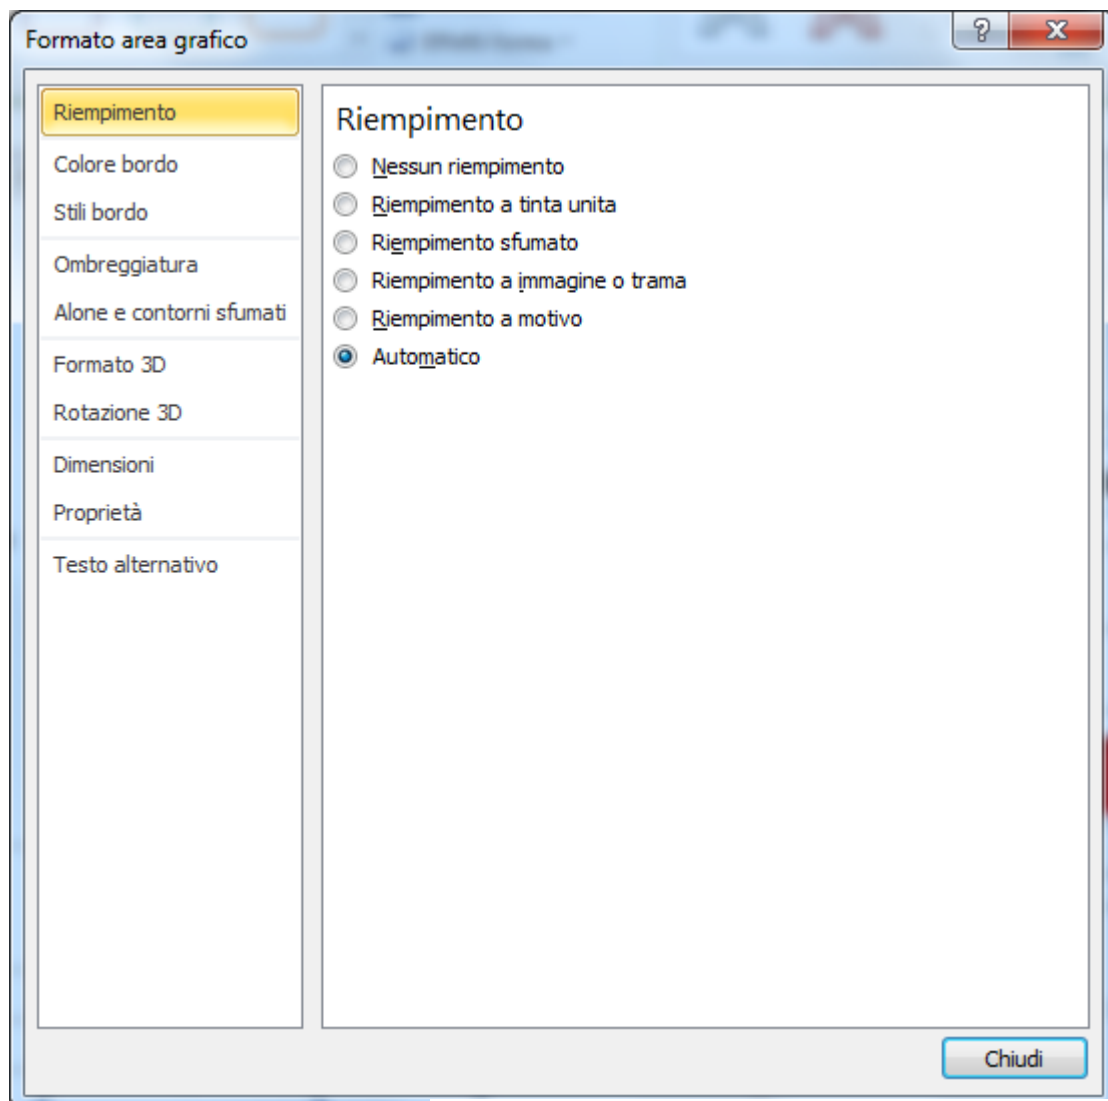 Formato area grafico
Riempimento
Colore bordo
Stili bordo
Ombreggiatura
Alone e contorni sfumati
Formato 3D
Rotazione 3D
Dimensioni
Proprietà
Testo alternativo
Riempimento
Nessun riempimento
Riempimento a tinta unita
Riempimento sfumato
Riempimento a immagine o trama
Riempimento a motivo
Automatico
Chiudi